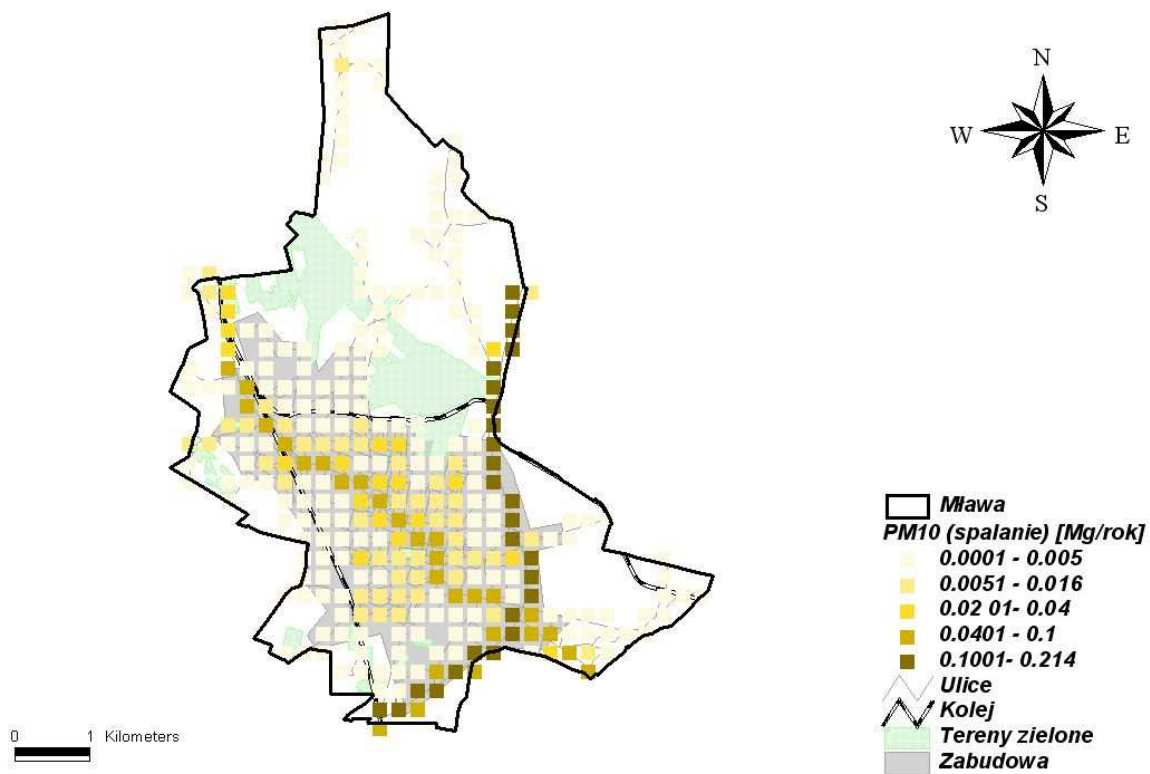 N
W E
S
Mława
PM10 (spalanie) [Mg/rok]
0.0001 - 0.005
0.0051 - 0.016
0.02 01- 0.04
0.0401 - 0.1
0.1001- 0.214
Ulice
Kolej
Tereny zielone
Zabudowa
0 1 Kilometers